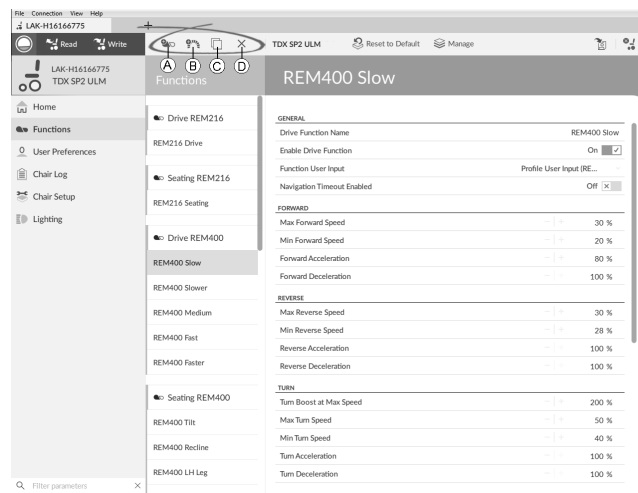 File Connection View Help
LAK-H16166775
Read Write TDX SP2 ULM Reset to Default Manage
A B C D
LAK-H16166775
TDX SP2 ULM
Functions
REM400 Slow
Home
Functions
User Preferences
Chair Log
Chair Setup
Lighting
Filter parameters
Drive REM216
REM216 Drive
Seating REM216
REM216 Seating
Drive REM400
REM400 Slow
REM400 Slower
REM400 Medium
REM400 Fast
REM400 Faster
Seating REM400
REM400 Tilt
REM400 Recline
REM400 LH Leg
GENERAL
Drive Function Name REM400 Slow
Enable Drive Function On
Function User Input Profile User Input (RE...
Navigation Timeout Enabled Off
FORWARD
Max Forward Speed − + 30 %
Min Forward Speed − + 20 %
Forward Acceleration − + 80 %
Forward Deceleration − + 100 %
REVERSE
Max Reverse Speed − + 30 %
Min Reverse Speed − + 28 %
Reverse Acceleration − + 100 %
Reverse Deceleration − + 100 %
TURN
Turn Boost at Max Speed − + 200 %
Max Turn Speed − + 50 %
Min Turn Speed − + 40 %
Turn Acceleration − + 100 %
Turn Deceleration − + 100 %